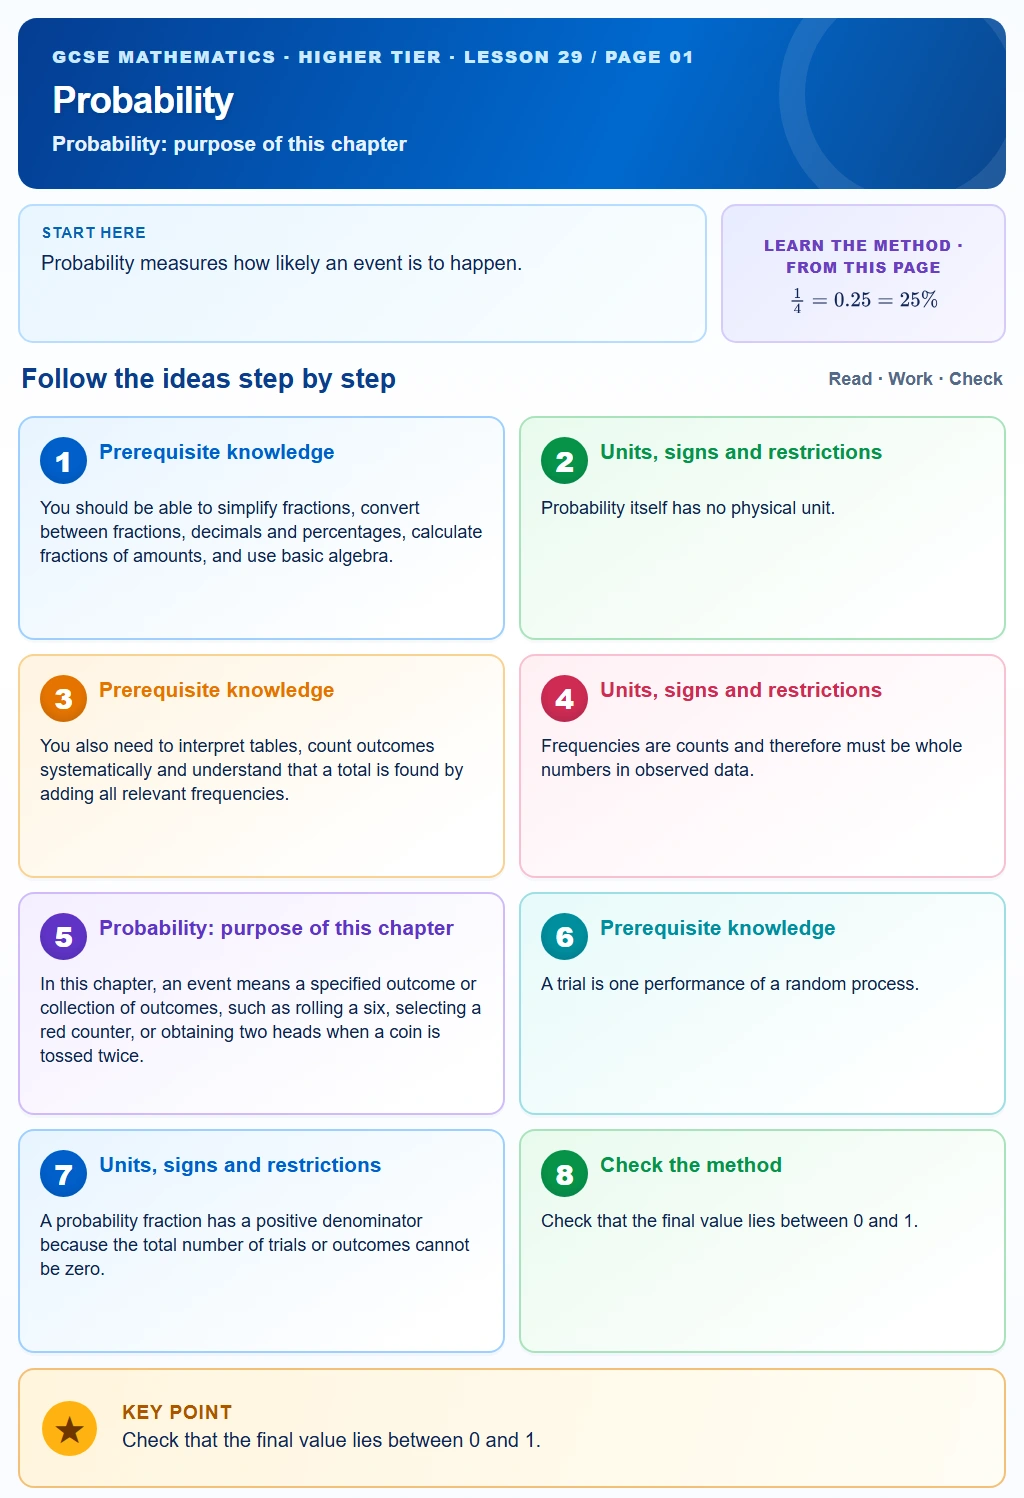 GCSE MATHEMATICS · HIGHER TIER · LESSON 29 / PAGE 01
Probability
Probability: purpose of this chapter
START HERE
Probability measures how likely an event is to happen.
LEARN THE METHOD ·
FROM THIS PAGE
1/4 = 0.25 = 25%
Follow the ideas step by step
Read · Work · Check
1 Prerequisite knowledge
You should be able to simplify fractions, convert
between fractions, decimals and percentages, calculate
fractions of amounts, and use basic algebra.
2 Units, signs and restrictions
Probability itself has no physical unit.
3 Prerequisite knowledge
You also need to interpret tables, count outcomes
systematically and understand that a total is found by
adding all relevant frequencies.
4 Units, signs and restrictions
Frequencies are counts and therefore must be whole
numbers in observed data.
5 Probability: purpose of this chapter
In this chapter, an event means a specified outcome or
collection of outcomes, such as rolling a six, selecting a
red counter, or obtaining two heads when a coin is
tossed twice.
6 Prerequisite knowledge
A trial is one performance of a random process.
7 Units, signs and restrictions
A probability fraction has a positive denominator
because the total number of trials or outcomes cannot
be zero.
8 Check the method
Check that the final value lies between 0 and 1.
KEY POINT
Check that the final value lies between 0 and 1.